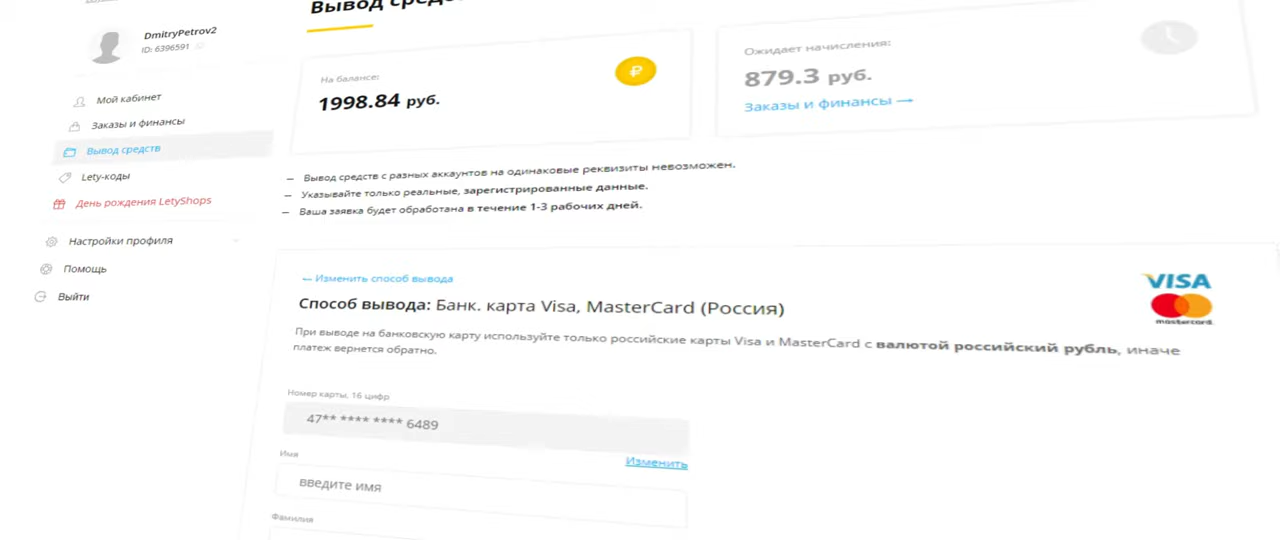 Вывод средств
DmitryPetrov2
ID: 6396591
Мой кабинет
Заказы и финансы
Вывод средств
Lety-коды
День рождения LetyShops
Настройки профиля
Помощь
Выйти
На балансе:
1998.84 руб.
₽
Ожидает начисления:
879.3 руб.
Заказы и финансы →
— Вывод средств с разных аккаунтов на одинаковые реквизиты невозможен.
— Указывайте только реальные, зарегистрированные данные.
— Ваша заявка будет обработана в течение 1-3 рабочих дней.
← Изменить способ вывода
Способ вывода: Банк. карта Visa, MasterCard (Россия)
VISA
mastercard.
При выводе на банковскую карту используйте только российские карты Visa и MasterCard с валютой российский рубль, иначе
платеж вернется обратно.
Номер карты, 16 цифр
47** **** **** 6489
Изменить
Имя
введите имя
Фамилия